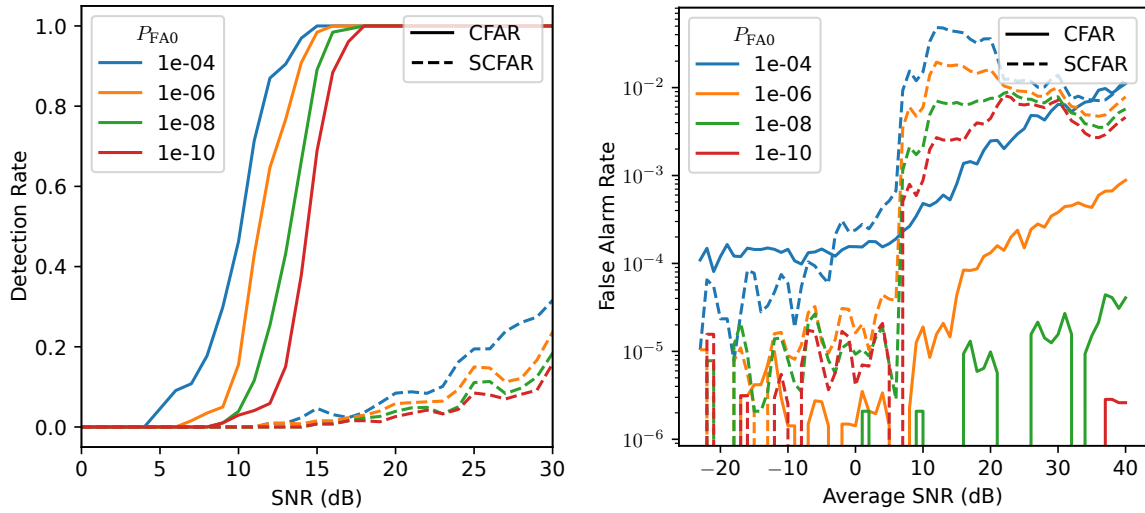 P_FA0
1e-04
1e-06
1e-08
1e-10
CFAR
SCFAR
1.0
0.8
0.6
0.4
0.2
0.0
Detection Rate
0 5 10 15 20 25 30
SNR (dB)
P_FA0
1e-04
1e-06
1e-08
1e-10
CFAR
SCFAR
10^−2
10^−3
10^−4
10^−5
10^−6
False Alarm Rate
−20 −10 0 10 20 30 40
Average SNR (dB)